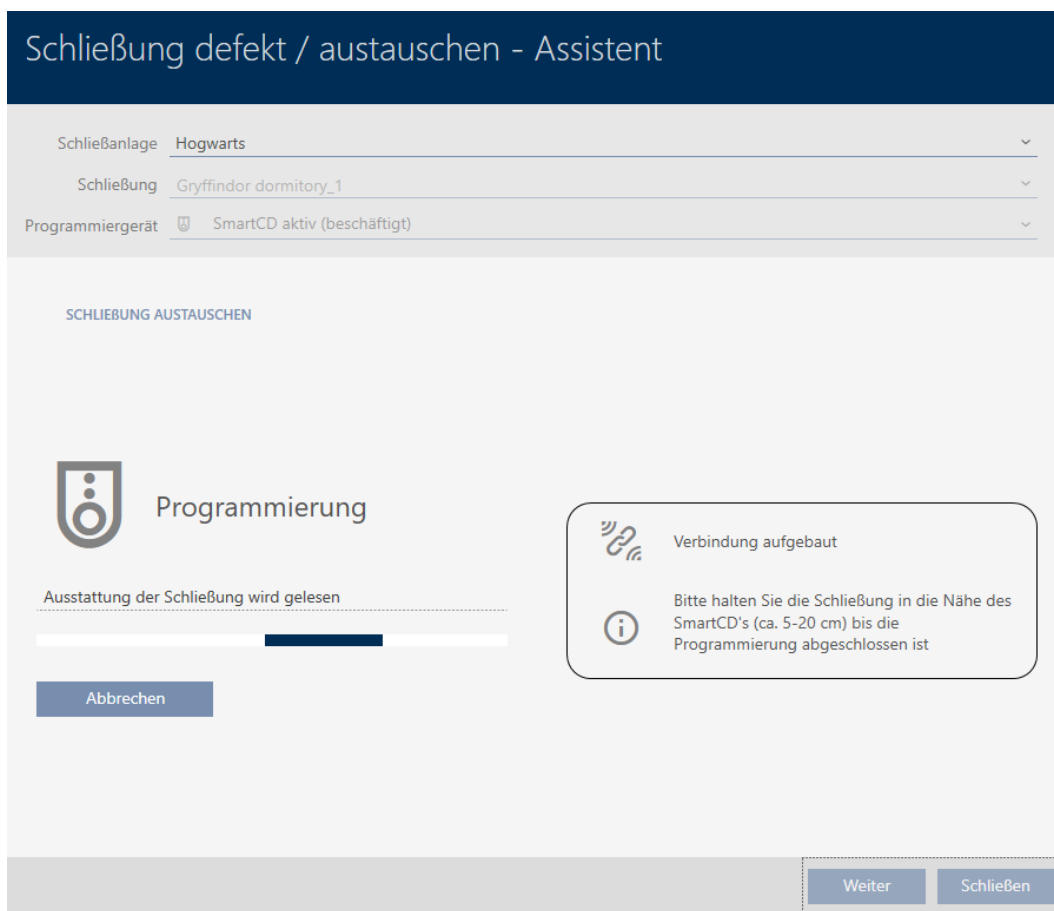 Schließung defekt / austauschen - Assistent
Schließanlage Hogwarts
Schließung Gryffindor dormitory_1
Programmiergerät SmartCD aktiv (beschäftigt)
SCHLIEßUNG AUSTAUSCHEN
Programmierung
Ausstattung der Schließung wird gelesen
Abbrechen
Verbindung aufgebaut
Bitte halten Sie die Schließung in die Nähe des
SmartCD's (ca. 5-20 cm) bis die
Programmierung abgeschlossen ist
Weiter Schließen